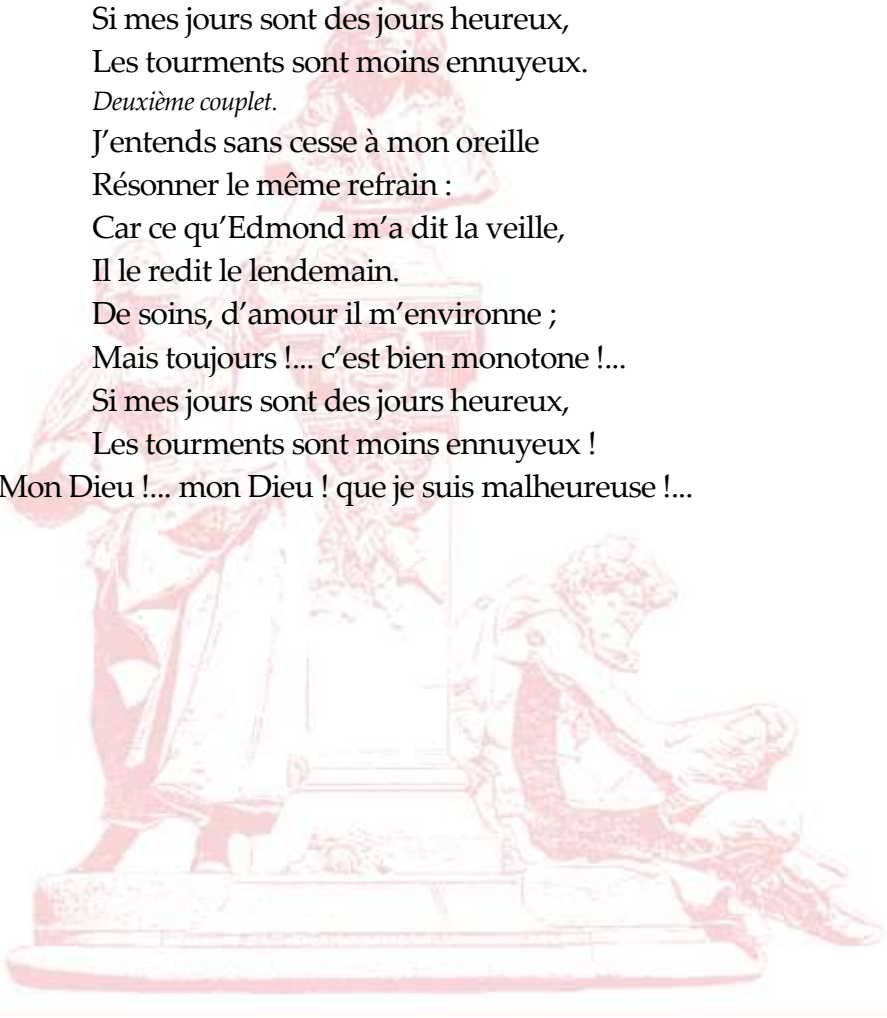 Si mes jours sont des jours heureux,
Les tourments sont moins ennuyeux.
Deuxième couplet.
J’entends sans cesse à mon oreille
Résonner le même refrain :
Car ce qu’Edmond m’a dit la veille,
Il le redit le lendemain.
De soins, d’amour il m’environne ;
Mais toujours !... c’est bien monotone !...
Si mes jours sont des jours heureux,
Les tourments sont moins ennuyeux !
Mon Dieu !... mon Dieu ! que je suis malheureuse !...